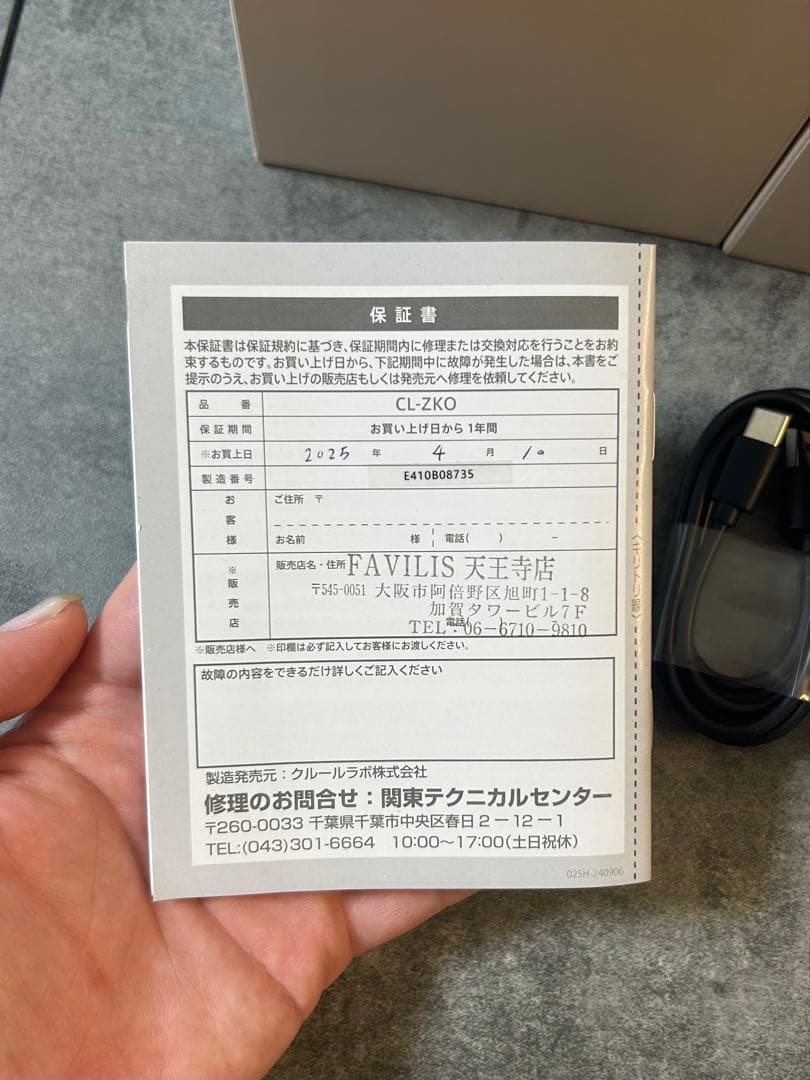 保証書
本保証書は保証規約に基づき、保証期間内に修理または交換対応を行うことをお約
束するものです。お買い上げ日から、下記期間中に故障が発生した場合は、本書をご
提示のうえ、お買い上げの販売店もしくは発売元へ修理を依頼してください。
品番 CL-ZKO
保証期間 お買い上げ日から1年間
※お買上日 2025 年 4 月 10 日
製造番号 E410B08735
お客様 ご住所 〒
お名前 様 電話( ) −
※販売店 販売店名・住所 FAVILIS 天王寺店
〒545-0051 大阪市阿倍野区旭町1-1-8
加賀タワービル7F
電話( ) −
TEL:06-6710-9810
※販売店様へ ※印欄は必ず記入してお客様にお渡しください。
故障の内容をできるだけ詳しくご記入ください
製造発売元：クルールラボ株式会社
修理のお問合せ：関東テクニカルセンター
〒260-0033 千葉県千葉市中央区春日2−12−1
TEL:(043)301-6664 10:00〜17:00(土日祝休)
02SH-240906
〈キリトリ線〉